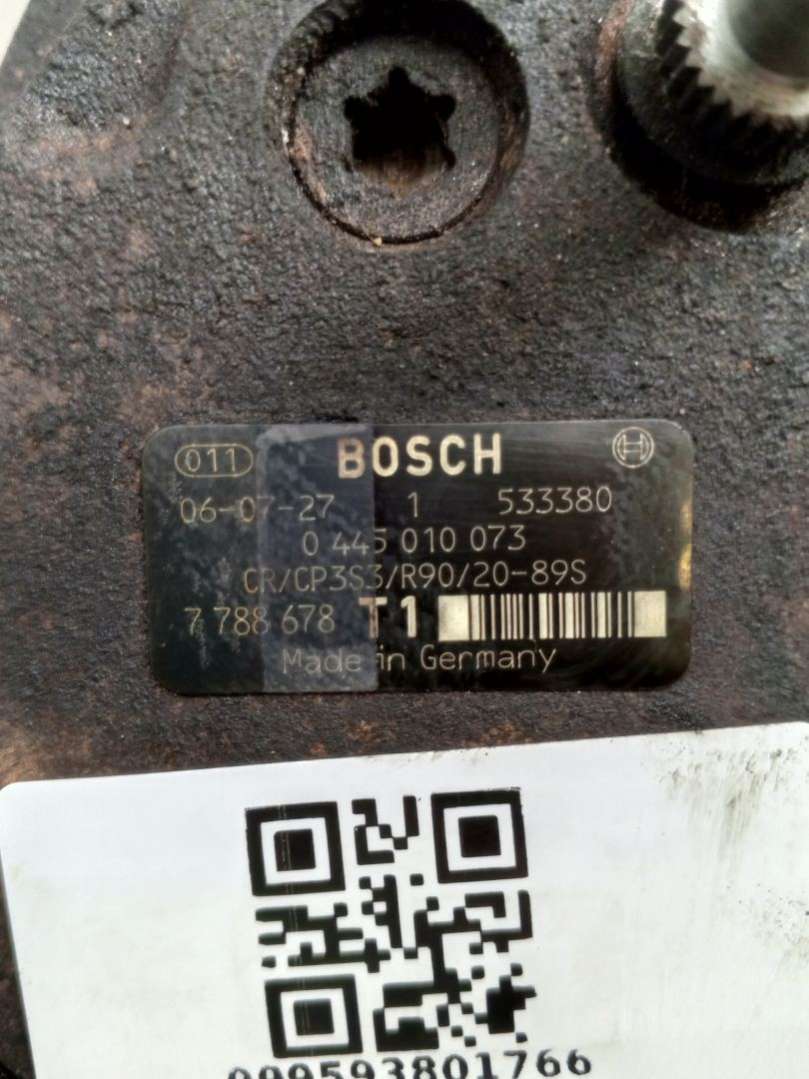 011 BOSCH
06-07-27 1 533380
0 445 010 073
CR/CP3S3/R90/20-89S
7 788 678 T1
Made in Germany
099593801766